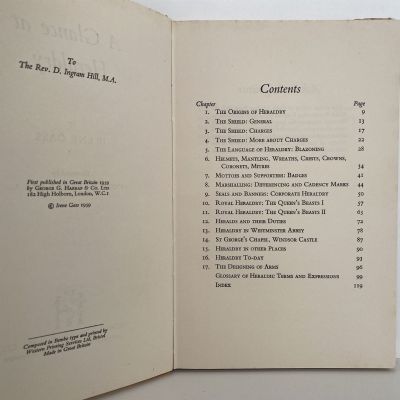 To
The Rev. D. Ingram Hill, M.A.
First published in Great Britain 1959
by George G. Harrap & Co. Ltd
182 High Holborn, London, W.C.1
© Irene Gass 1959
Composed in Bembo type and printed by
Western Printing Services Ltd, Bristol
Made in Great Britain
Contents
Chapter Page
1. The Origins of Heraldry 9
2. The Shield: General 13
3. The Shield: Charges 17
4. The Shield: More about Charges 22
5. The Language of Heraldry: Blazoning 31
6. Helmets, Mantling, Wreaths, Crests, Crowns,
Coronets, Mitres 34
7. Mottoes and Supporters: Badges 41
8. Marshalling: Differencing and Cadency Marks 44
9. Seals and Banners: Corporate Heraldry 50
10. Royal Heraldry: The Queen's Beasts I 57
11. Royal Heraldry: The Queen's Beasts II 63
12. Heralds and their Duties 72
13. Heraldry in Westminster Abbey 78
14. St George's Chapel, Windsor Castle 87
15. Heraldry in other Places 90
16. Heraldry To-day 93
17. The Designing of Arms 96
Glossary of Heraldic Terms and Expressions 99
Index 119